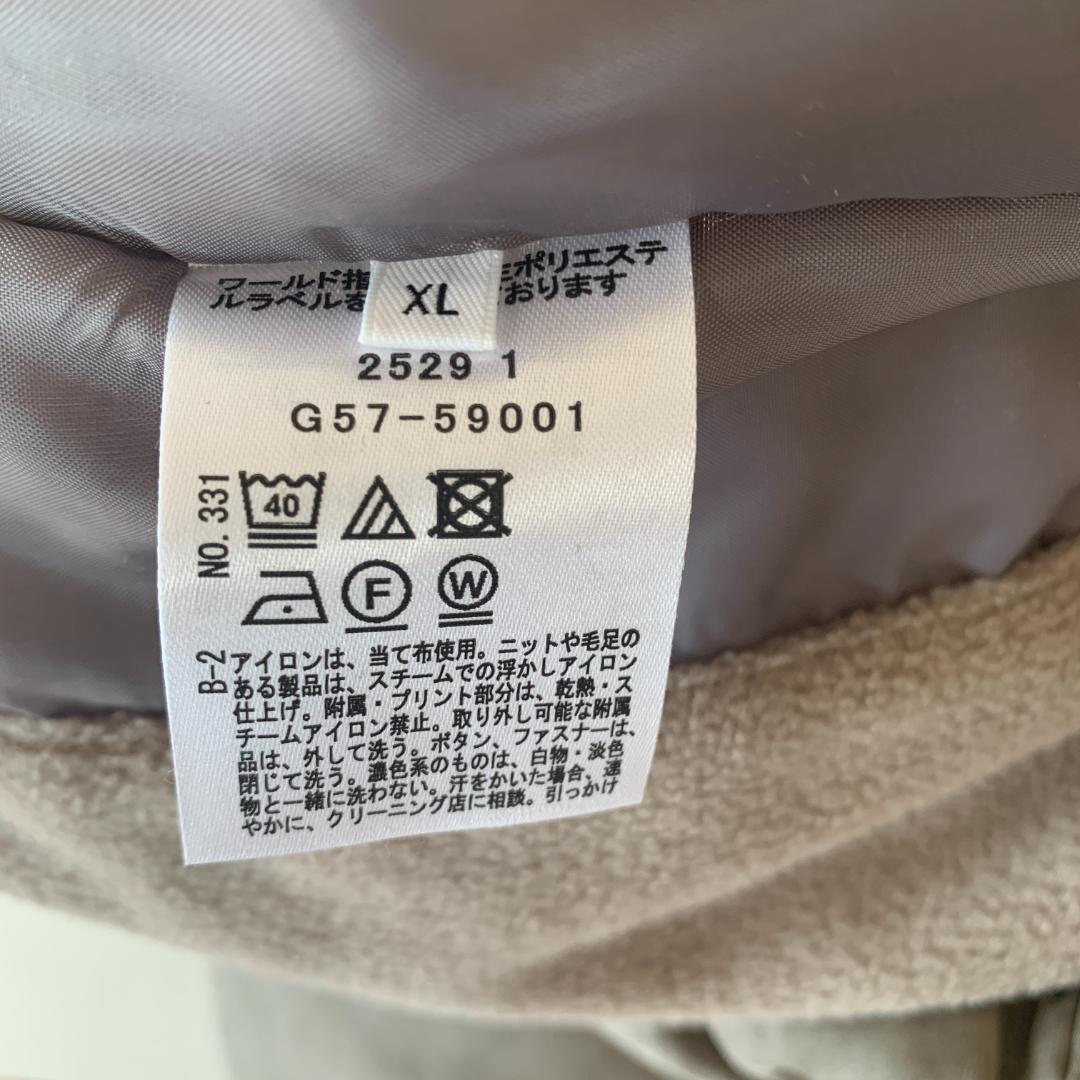 ワールド指 生ポリエステ
ルラベルを おります
XL
2529 1
G57-59001
NO. 331
40
F
W
B-2
アイロンは、当て布使用。ニットや毛足の
ある製品は、スチームでの浮かしアイロン
仕上げ。附属・プリント部分は、乾熱・ス
チームアイロン禁止。取り外し可能な附属
品は、外して洗う。ボタン、ファスナーは、
閉じて洗う。濃色系のものは、白物・淡色
物と一緒に洗わない。汗をかいた場合、速
やかに、クリーニング店に相談。引っかけ